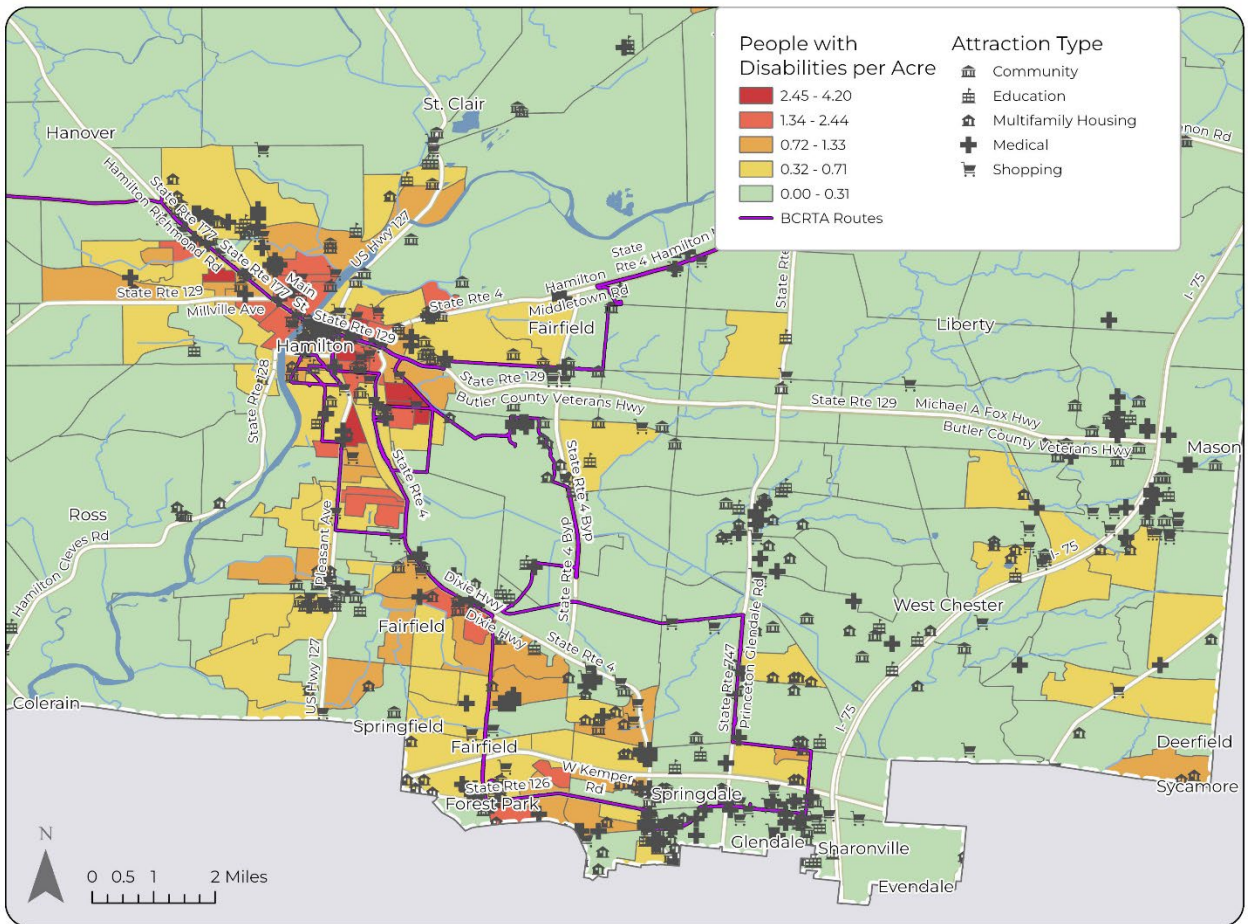 People with
Disabilities per Acre
2.45 - 4.20
1.34 - 2.44
0.72 - 1.33
0.32 - 0.71
0.00 - 0.31
BCRTA Routes
Attraction Type
Community
Education
Multifamily Housing
Medical
Shopping
St. Clair
Hanover
non Rd
Hamilton Richmond Rd
State Rte 177
State Rte 177
US Hwy 127
Main
St.
State Rte 129
Millville Ave
State Rte 129
Hamilton
State Rte 4
Hamilton
Middletown Rd
State
Rte 4 Hamilton M
State Rte
I- 75
Fairfield
Liberty
State Rte 128
State Rte 129
Butler County Veterans Hwy
State Rte 129
Michael A Fox Hwy
Butler County Veterans Hwy
Mason
State Rte 4
State Rte 4 Byp
State Rte 4 Byp
Ross
Hamilton Cleves Rd
Pleasant Ave
I- 75
Dixie Hwy
Dixie Hwy
State Rte 4
Fairfield
West Chester
US Hwy 127
State Rte 747
Princeton Glendale Rd
I- 75
Colerain
Springfield
Fairfield
Deerfield
Sycamore
W Kemper
Rd
State Rte 126
Forest Park
Springdale
Glendale
Sharonville
Evendale
N
0 0.5 1 2 Miles